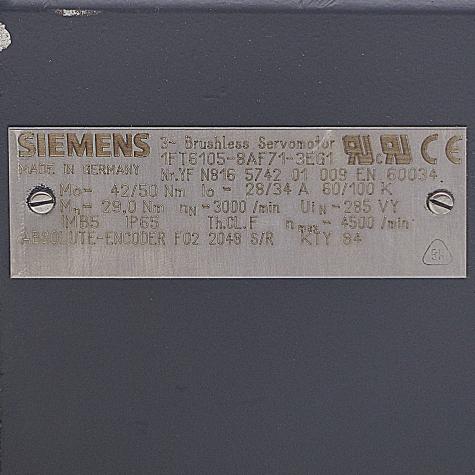 SIEMENS 3~ Brushless Servomotor
1FT6105-8AF71-3EG1
MADE IN GERMANY Nr.YF N816 5742 01 009 EN 60034
Mo- 42/50 Nm Io- 28/34 A 60/100 K
MN- 29,0 Nm nN-3000 /min UiN-285 VY
IMB5 IP65 Th.CL.F nmax- 4500 /min
ABSOLUTE-ENCODER F02 2048 S/R KTY 84